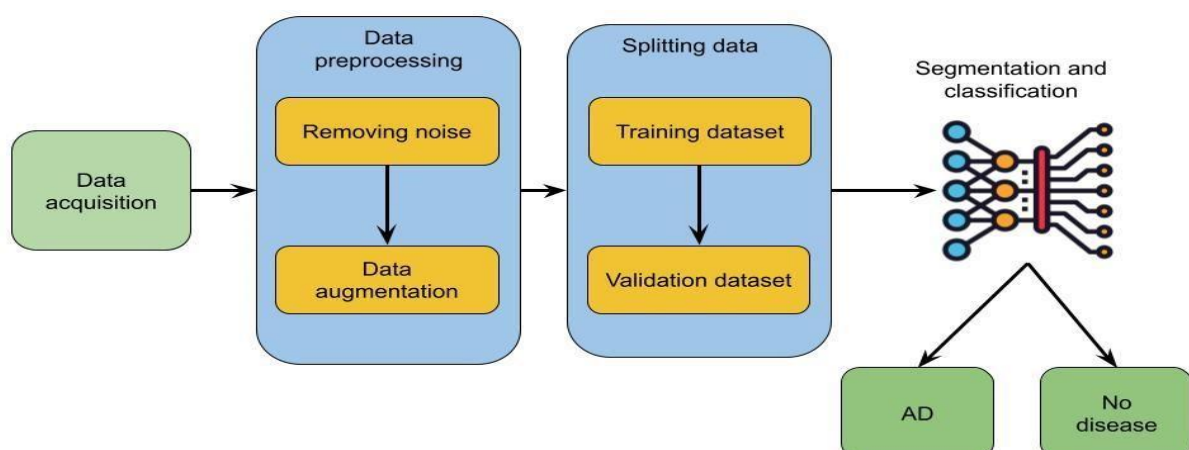 Data
acquisition
Data
preprocessing
Removing noise
Data
augmentation
Splitting data
Training dataset
Validation dataset
Segmentation and
classification
AD
No
disease